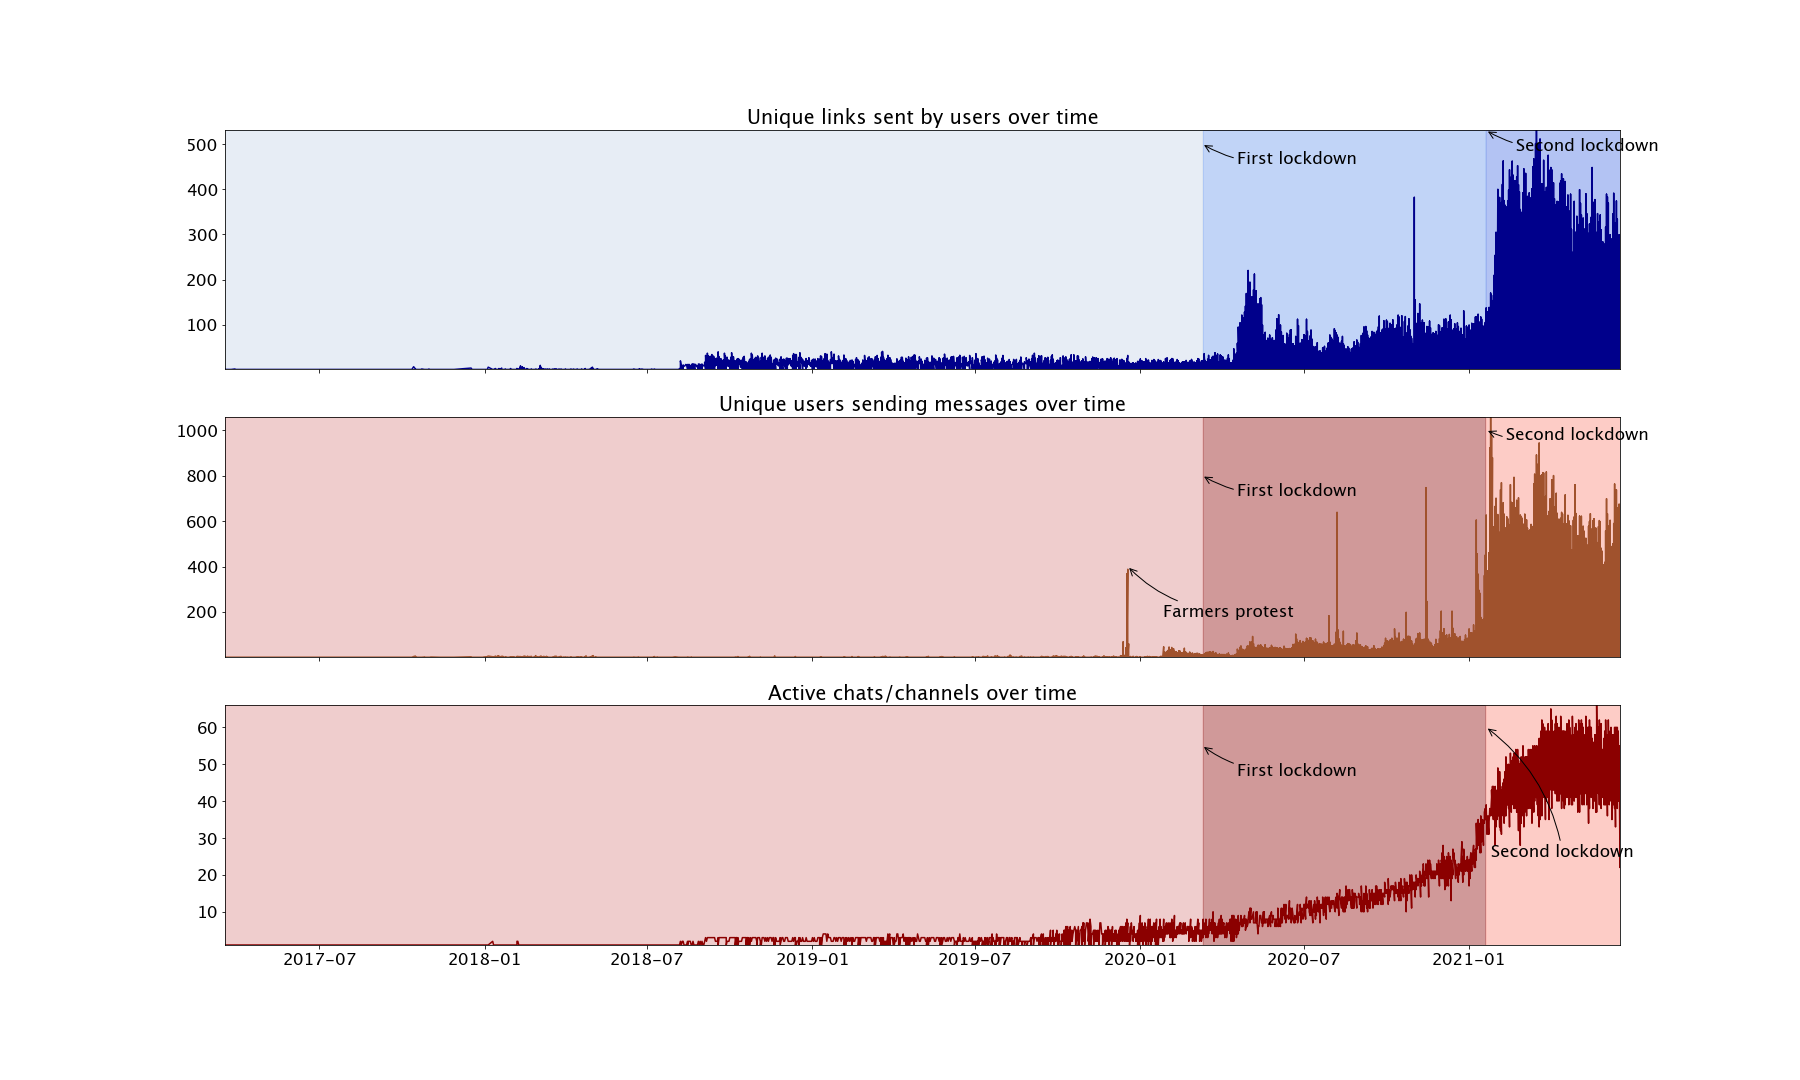 Unique links sent by users over time
500
400
300
200
100
First lockdown
Second lockdown
Unique users sending messages over time
1000
800
600
400
200
Second lockdown
First lockdown
Farmers protest
Active chats/channels over time
60
50
40
30
20
10
First lockdown
Second lockdown
2017-07 2018-01 2018-07 2019-01 2019-07 2020-01 2020-07 2021-01